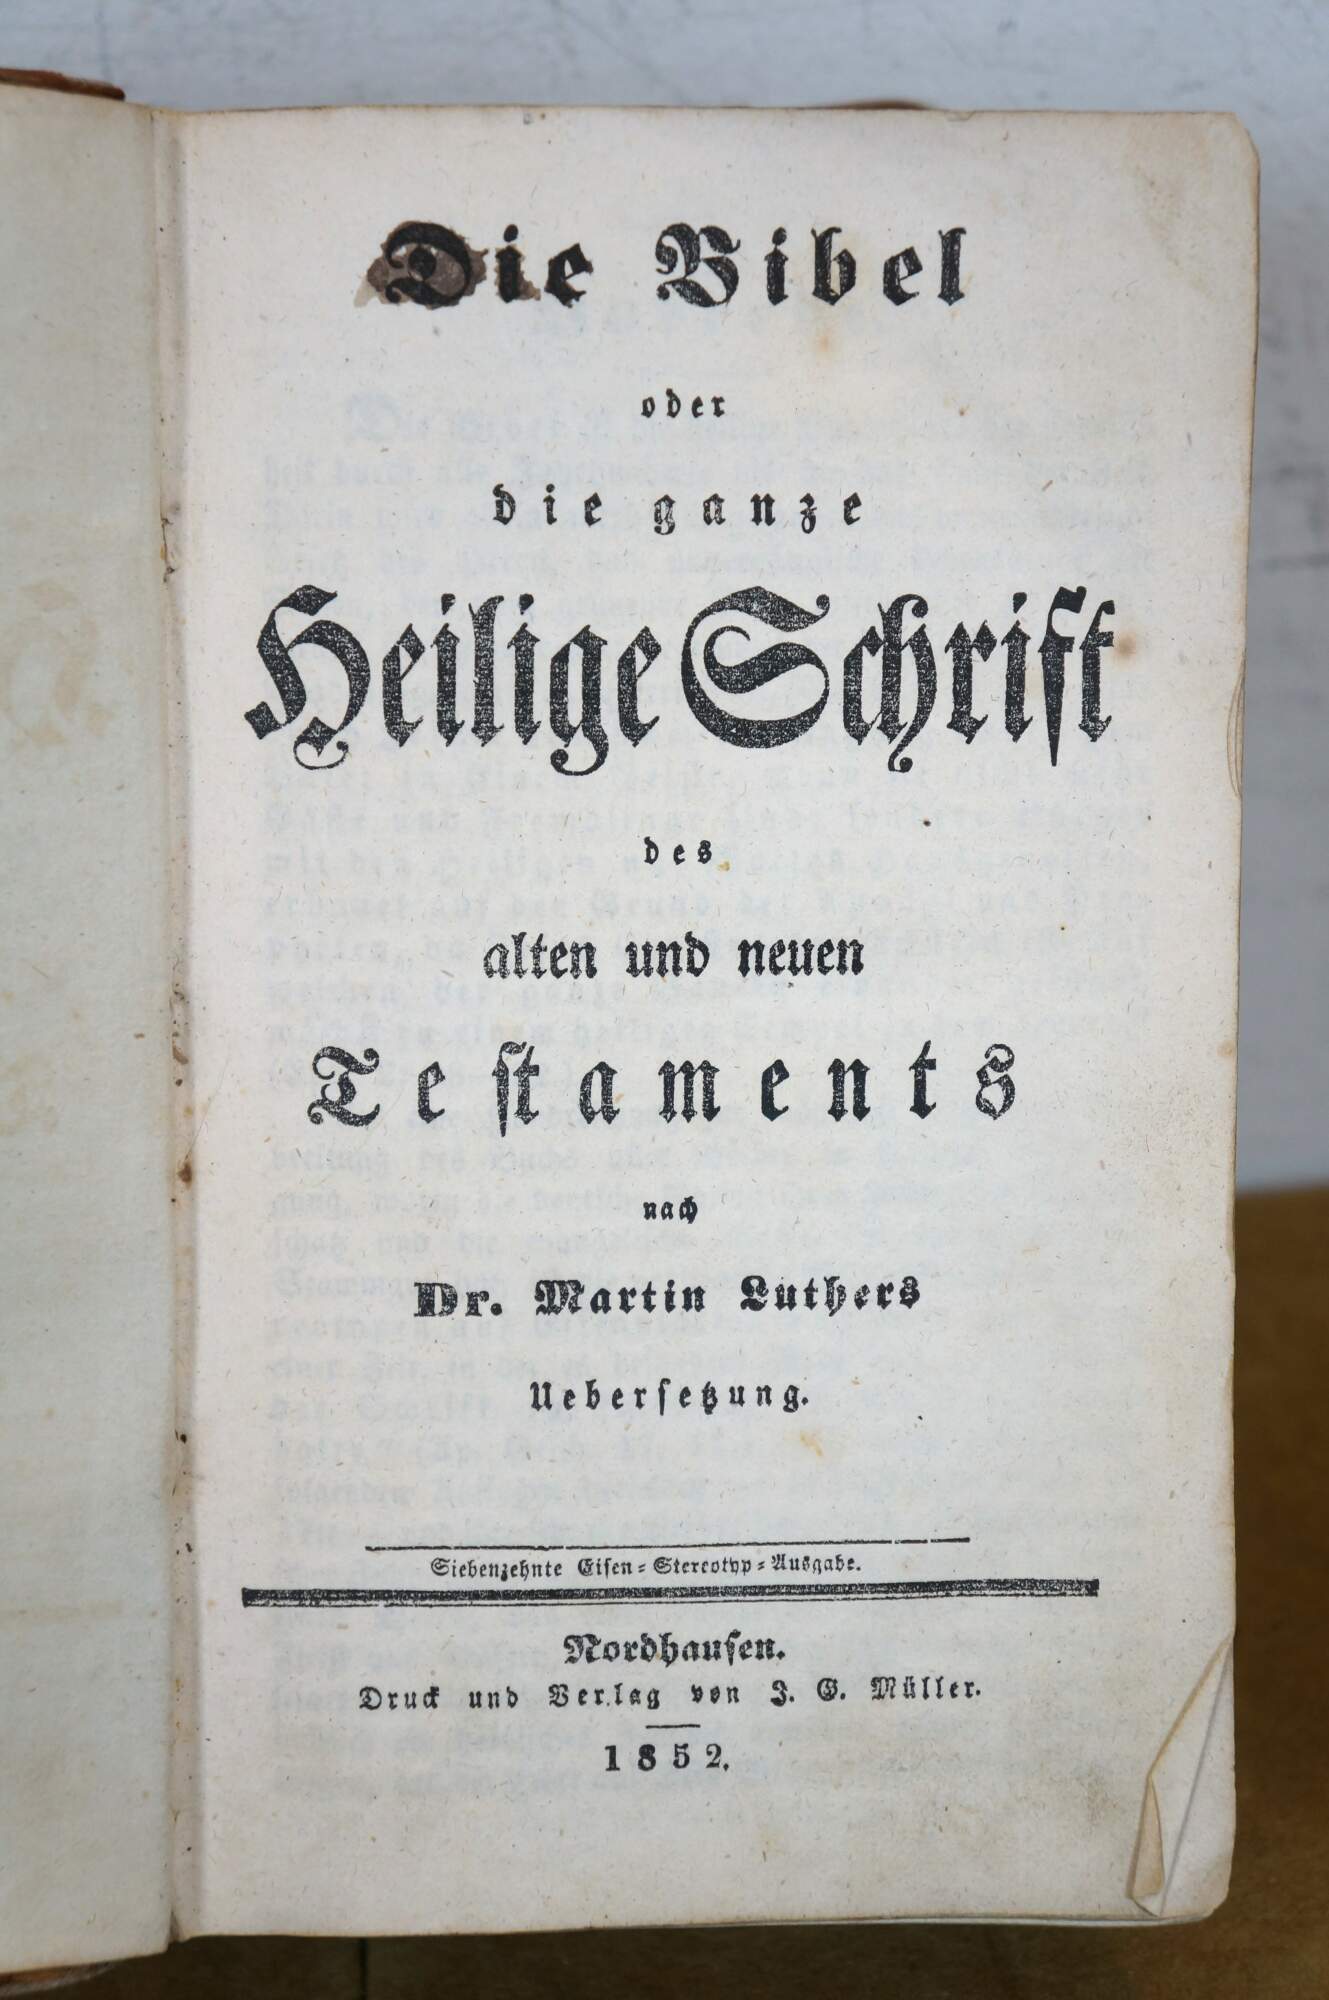 Die Bibel
oder
die ganze
Heilige Schrift
des
alten und neuen
Testaments
nach
Dr. Martin Luthers
Uebersetzung.
Siebenzehnte Eisen-Stereotyp-Ausgabe.
Nordhausen.
Druck und Verlag von J. G. Müller.
1852.